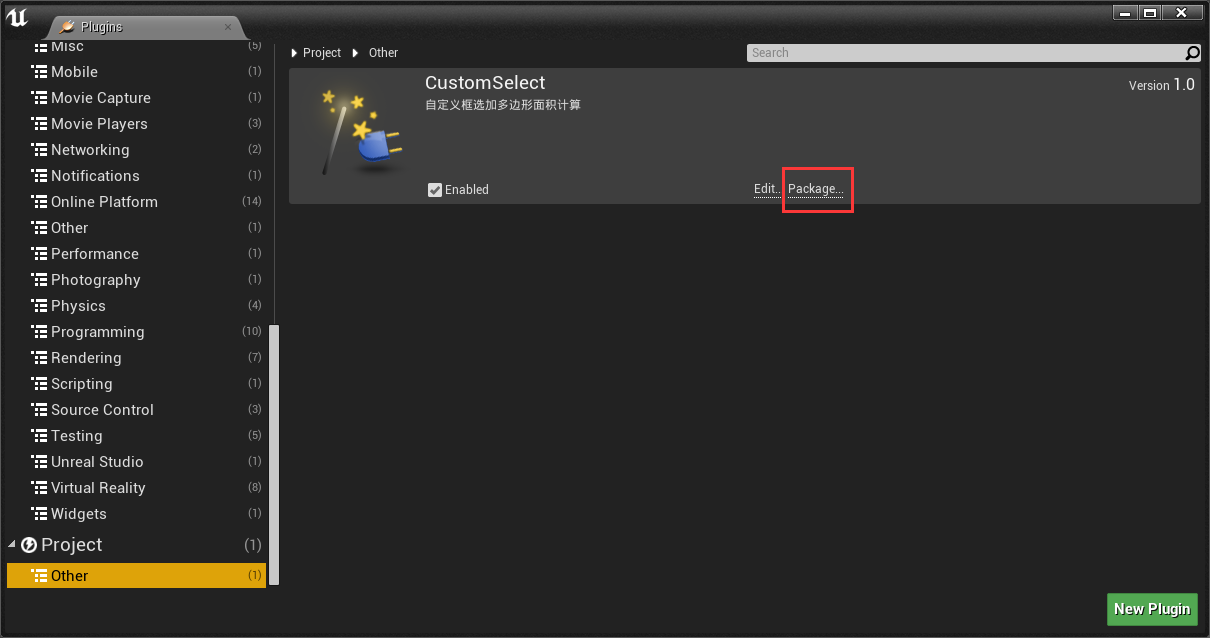 Plugins
Misc (5)
Mobile (1)
Movie Capture (1)
Movie Players (3)
Networking (2)
Notifications (1)
Online Platform (14)
Other (1)
Performance (1)
Photography (1)
Physics (4)
Programming (10)
Rendering (7)
Scripting (1)
Source Control (3)
Testing (5)
Unreal Studio (1)
Virtual Reality (8)
Widgets (1)
Project (1)
Other (1)
Project Other
Search
CustomSelect
Version 1.0
自定义框选加多边形面积计算
Enabled
Edit... Package...
New Plugin